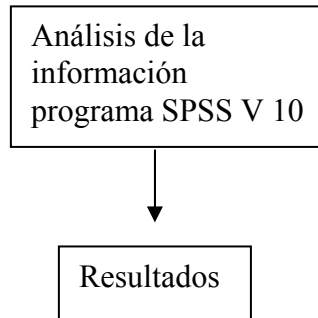 Análisis de la
información
programa SPSS V 10
Resultados